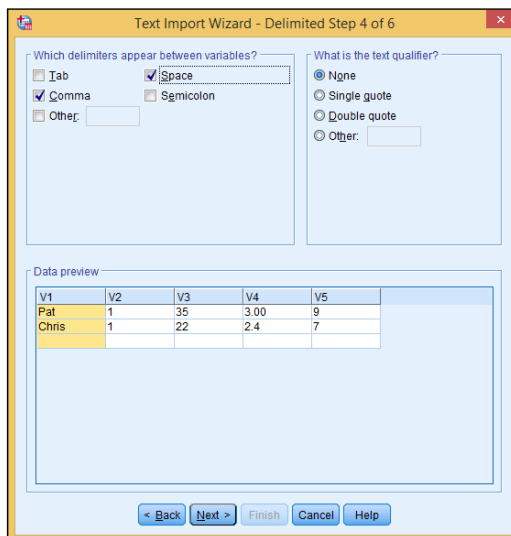 Text Import Wizard - Delimited Step 4 of 6
Which delimiters appear between variables?
Tab
Space
Comma
Semicolon
Other:
What is the text qualifier?
None
Single quote
Double quote
Other:
Data preview
V1 V2 V3 V4 V5
Pat 1 35 3.00 9
Chris 1 22 2.4 7
< Back Next > Finish Cancel Help